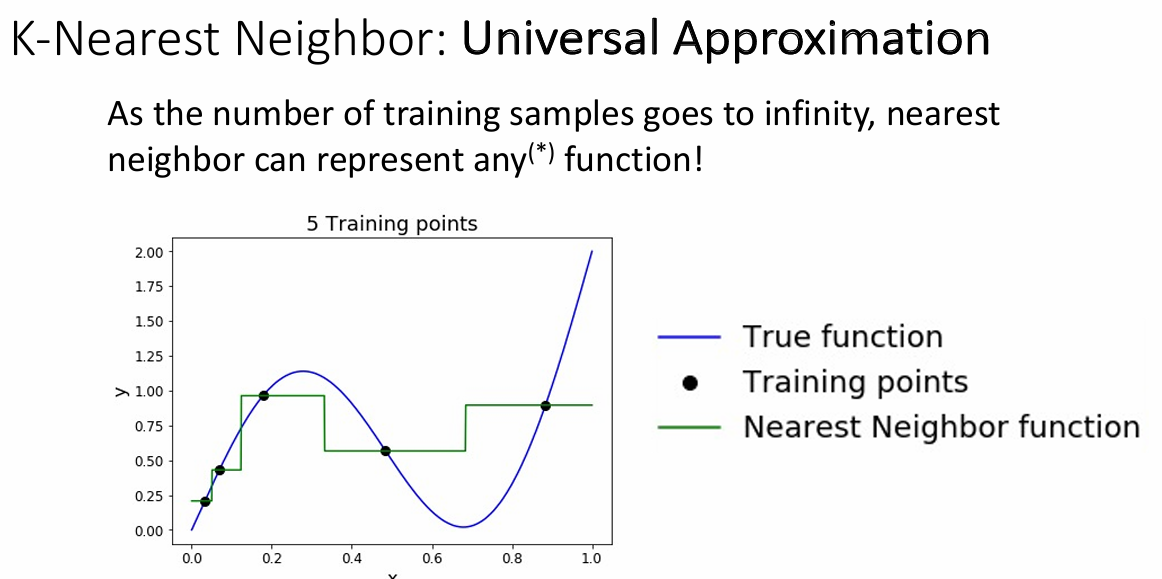 K-Nearest Neighbor: Universal Approximation
As the number of training samples goes to infinity, nearest
neighbor can represent any(*) function!
5 Training points
2.00
1.75
1.50
1.25
1.00
0.75
0.50
0.25
0.00
y
0.0 0.2 0.4 0.6 0.8 1.0
x
True function
Training points
Nearest Neighbor function